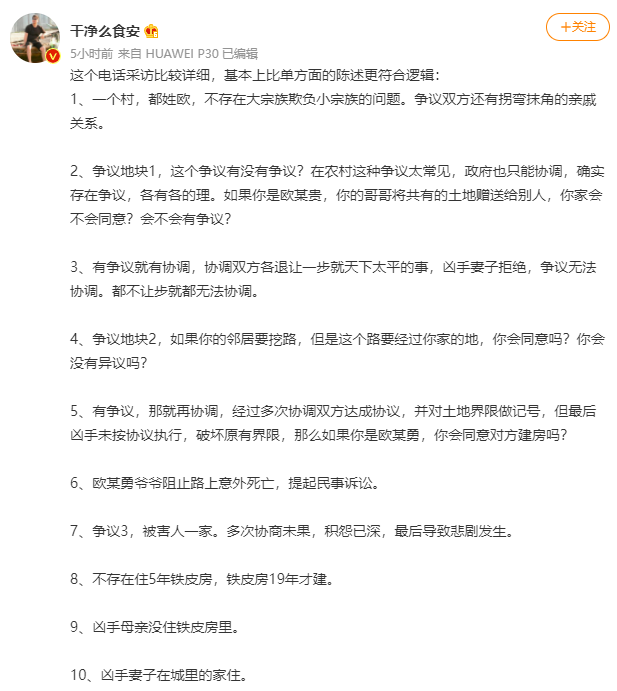 干净么食安
+关注
5小时前 来自 HUAWEI P30 已编辑
这个电话采访比较详细，基本上比单方面的陈述更符合逻辑：
1、一个村，都姓欧，不存在大宗族欺负小宗族的问题。争议双方还有拐弯抹角的亲戚
关系。
2、争议地块1，这个争议有没有争议？在农村这种争议太常见，政府也只能协调，确实
存在争议，各有各的理。如果你是欧某贵，你的哥哥将共有的土地赠送给别人，你家会
不会同意？会不会有争议？
3、有争议就有协调，协调双方各退让一步就天下太平的事，凶手妻子拒绝，争议无法
协调。都不让步就都无法协调。
4、争议地块2，如果你的邻居要挖路，但是这个路要经过你家的地，你会同意吗？你会
没有异议吗？
5、有争议，那就再协调，经过多次协调双方达成协议，并对土地界限做记号，但最后
凶手未按协议执行，破坏原有界限，那么如果你是欧某勇，你会同意对方建房吗？
6、欧某勇爷爷阻止路上意外死亡，提起民事诉讼。
7、争议3，被害人一家。多次协商未果，积怨已深，最后导致悲剧发生。
8、不存在住5年铁皮房，铁皮房19年才建。
9、凶手母亲没住铁皮房里。
10、凶手妻子在城里的家住。